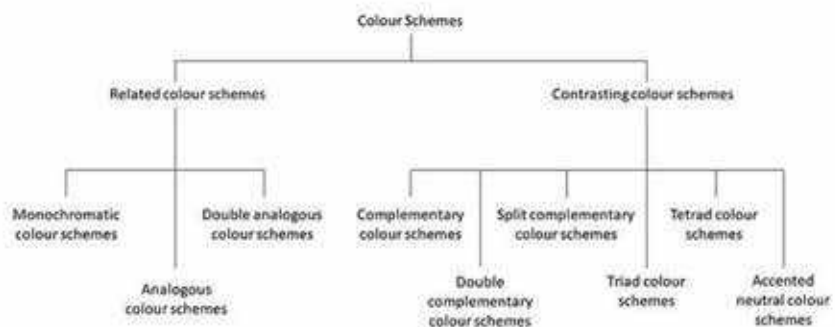 Colour Schemes
Related colour schemes
Contrasting colour schemes
Monochromatic
colour schemes
Double analogous
colour schemes
Complementary
colour schemes
Split complementary
colour schemes
Tetrad colour
schemes
Analogous
colour schemes
Double
complementary
colour schemes
Triad colour
schemes
Accented
neutral colour
schemes